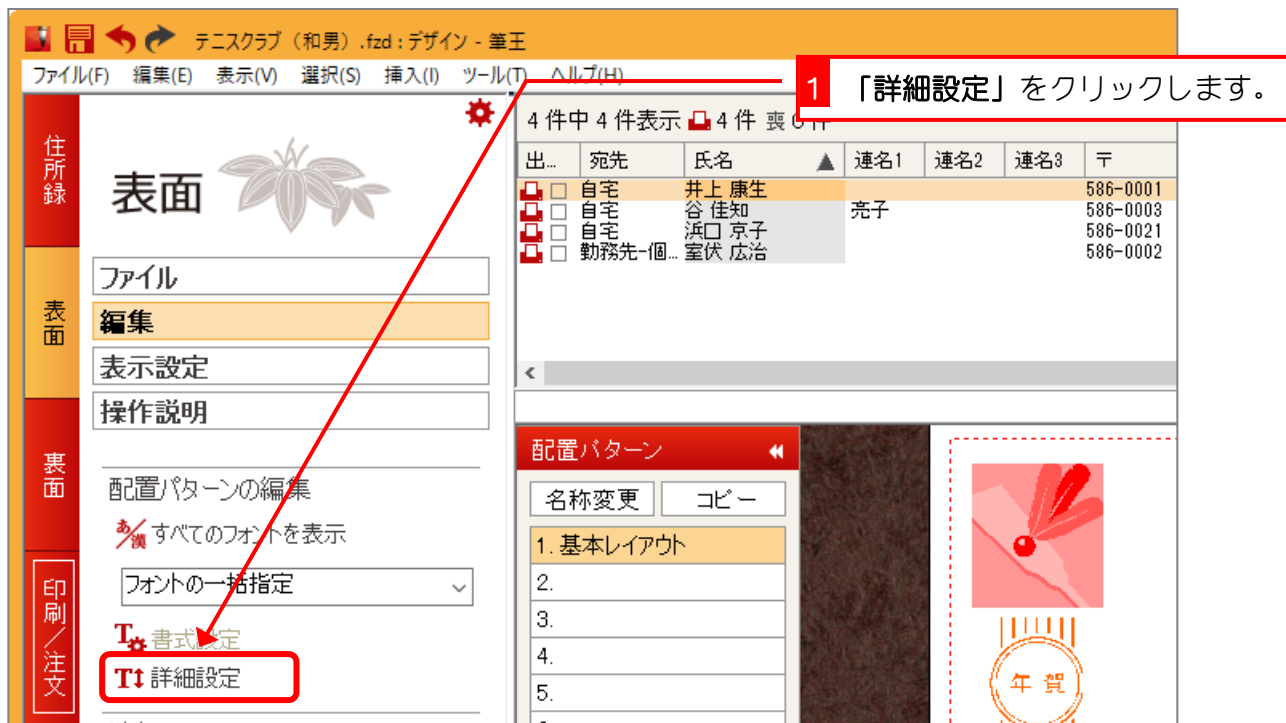 テニスクラブ（和男）.fzd : デザイン - 筆王
ファイル(F) 編集(E) 表示(V) 選択(S) 挿入(I) ツール(T) ヘルプ(H)
1 「詳細設定」をクリックします。
住所録
表面
裏面
印刷／注文
表面
ファイル
編集
表示設定
操作説明
配置パターンの編集
あ/漢 すべてのフォントを表示
フォントの一括指定
T 書式設定
T 詳細設定
4 件中 4 件表示 4 件 喪
出... 宛先 氏名 連名1 連名2 連名3 〒
自宅 井上 康生 586-0001
自宅 谷 佳知 亮子 586-0003
自宅 浜口 京子 586-0021
勤務先-個... 室伏 広治 586-0002
配置パターン
名称変更 コピー
1. 基本レイアウト
2.
3.
4.
5.
年賀